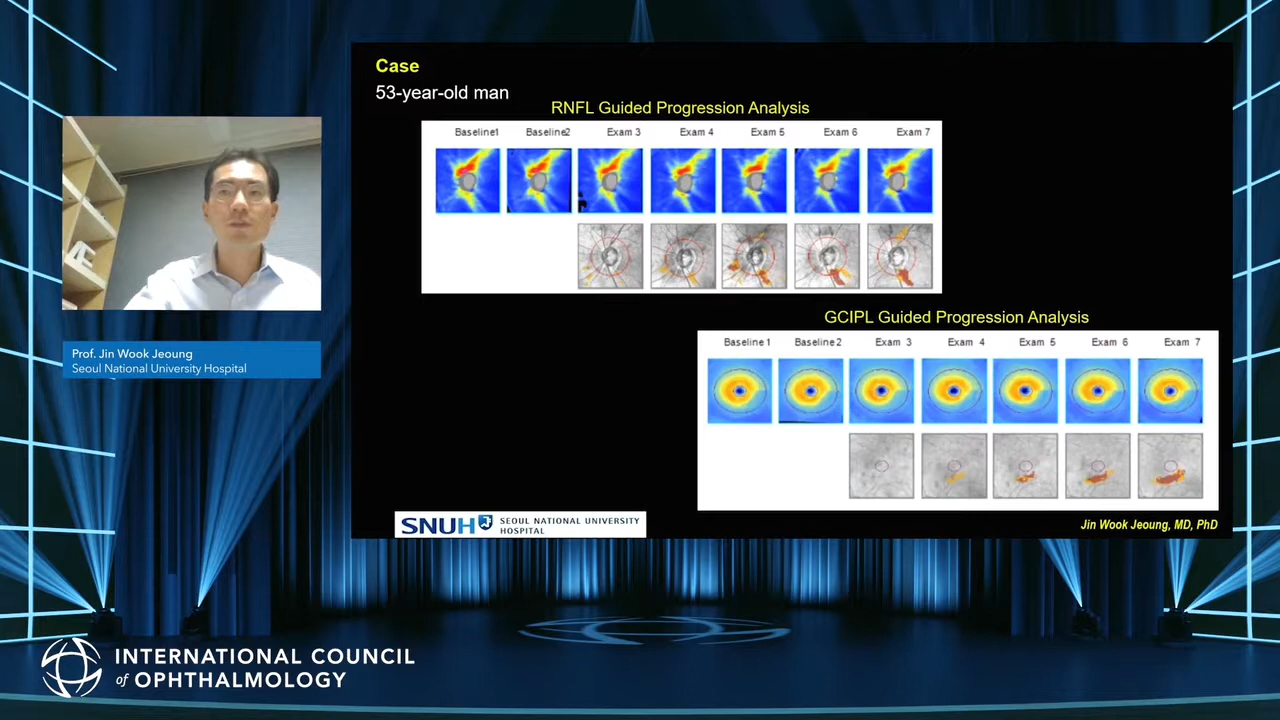 Case
53-year-old man
RNFL Guided Progression Analysis
Baseline1 Baseline2 Exam 3 Exam 4 Exam 5 Exam 6 Exam 7
GCIPL Guided Progression Analysis
Baseline 1 Baseline 2 Exam 3 Exam 4 Exam 5 Exam 6 Exam 7
Prof. Jin Wook Jeoung
Seoul National University Hospital
SNUH SEOUL NATIONAL UNIVERSITY
HOSPITAL
Jin Wook Jeoung, MD, PhD
INTERNATIONAL COUNCIL
of OPHTHALMOLOGY